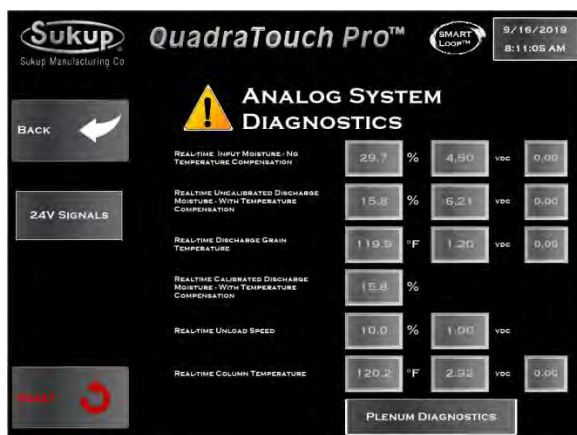 Sukup
Sukup Manufacturing Co
QuadraTouch Pro™
SMART
LOOP™
9/16/2019
8:11:05 AM
BACK
ANALOG SYSTEM
DIAGNOSTICS
REAL-TIME INPUT MOISTURE - NO
TEMPERATURE COMPENSATION
29.7 % 4.50 VDC 0.00
24V SIGNALS
REALTIME UNCALIBRATED DISCHARGE
MOISTURE - WITH TEMPERATURE
COMPENSATION
15.8 % 6.21 VDC 0.00
REAL-TIME DISCHARGE GRAIN
TEMPERATURE
119.9 °F 1.20 VDC 0.00
REALTIME CALIBRATED DISCHARGE
MOISTURE - WITH TEMPERATURE
COMPENSATION
15.8 %
REAL-TIME UNLOAD SPEED
10.0 % 1.00 VDC
REAL-TIME COLUMN TEMPERATURE
120.2 °F 2.92 VDC 0.00
RESET
PLENUM DIAGNOSTICS